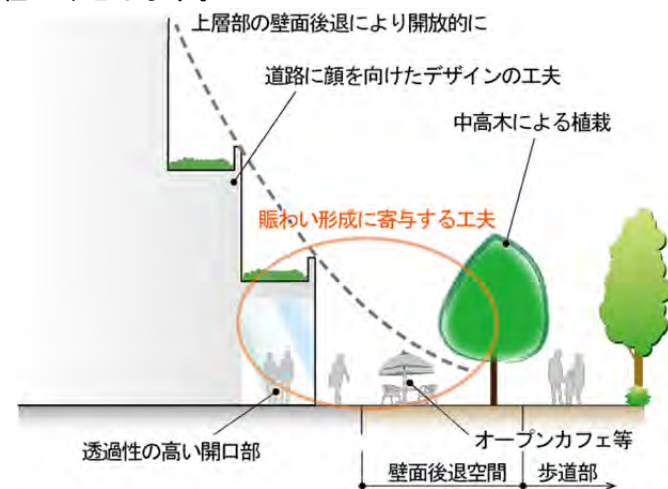 上層部の壁面後退により開放的に
道路に顔を向けたデザインの工夫
中高木による植栽
賑わい形成に寄与する工夫
透過性の高い開口部
オープンカフェ等
壁面後退空間
歩道部